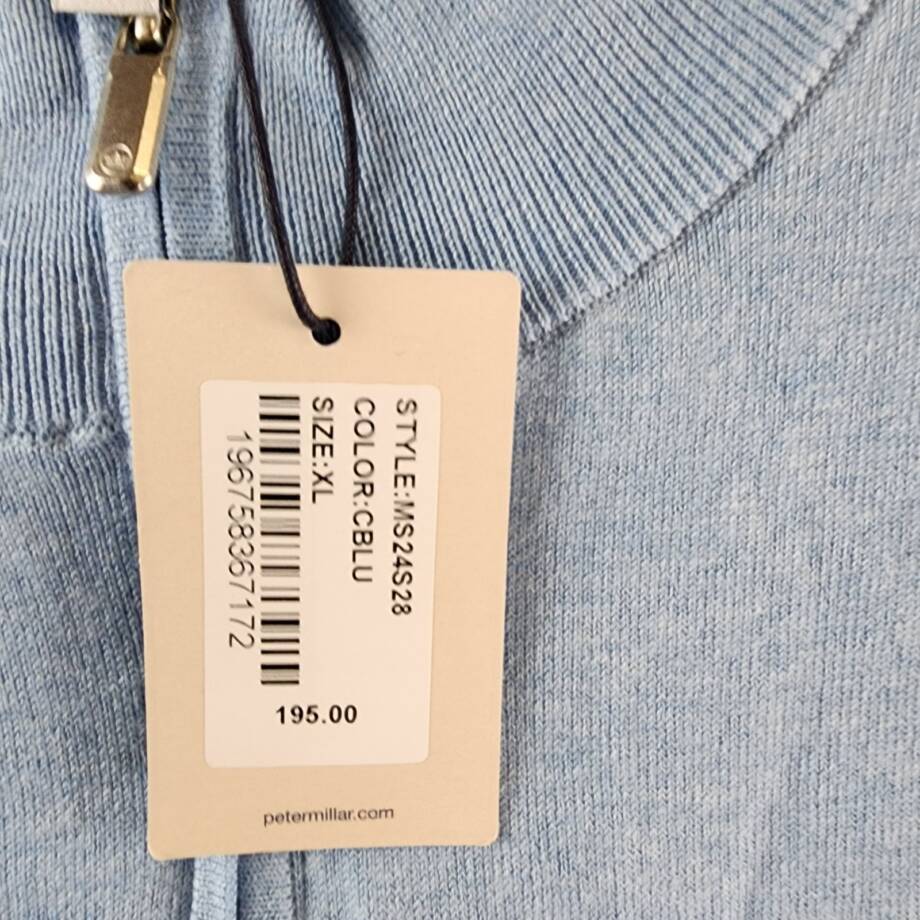 STYLE:MS24S28
COLOR:CBLU
SIZE:XL
196758367172
195.00
petermillar.com